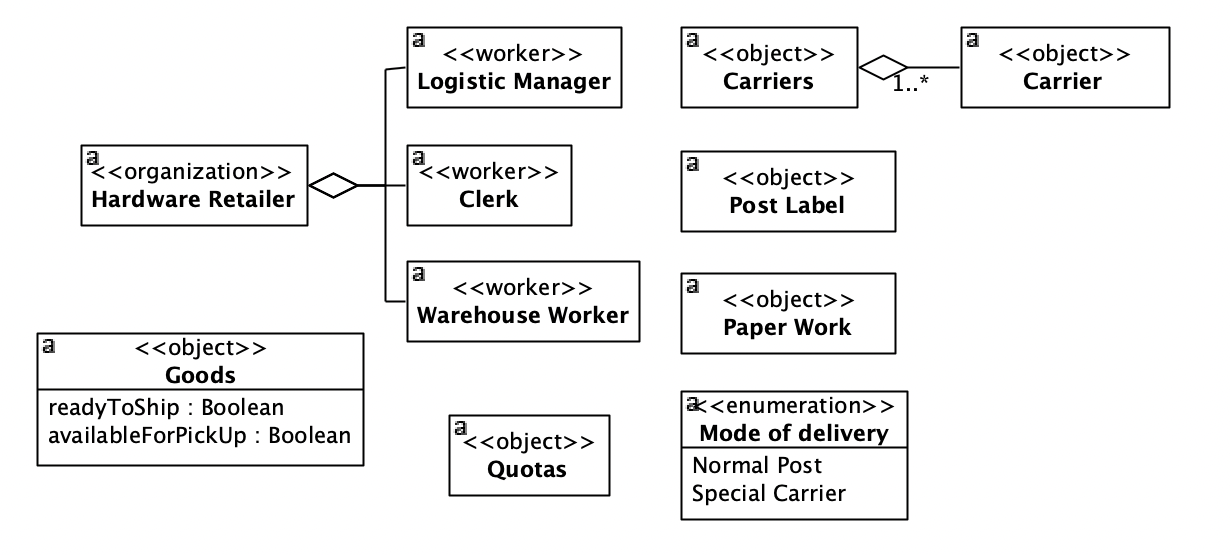 a
<<worker>>
Logistic Manager
a
<<object>>
Carriers
1..*
a
<<object>>
Carrier
a
<<organization>>
Hardware Retailer
a
<<worker>>
Clerk
a
<<object>>
Post Label
a
<<worker>>
Warehouse Worker
a
<<object>>
Paper Work
a
<<object>>
Goods
readyToShip : Boolean
availableForPickUp : Boolean
a
<<object>>
Quotas
a
<<enumeration>>
Mode of delivery
Normal Post
Special Carrier